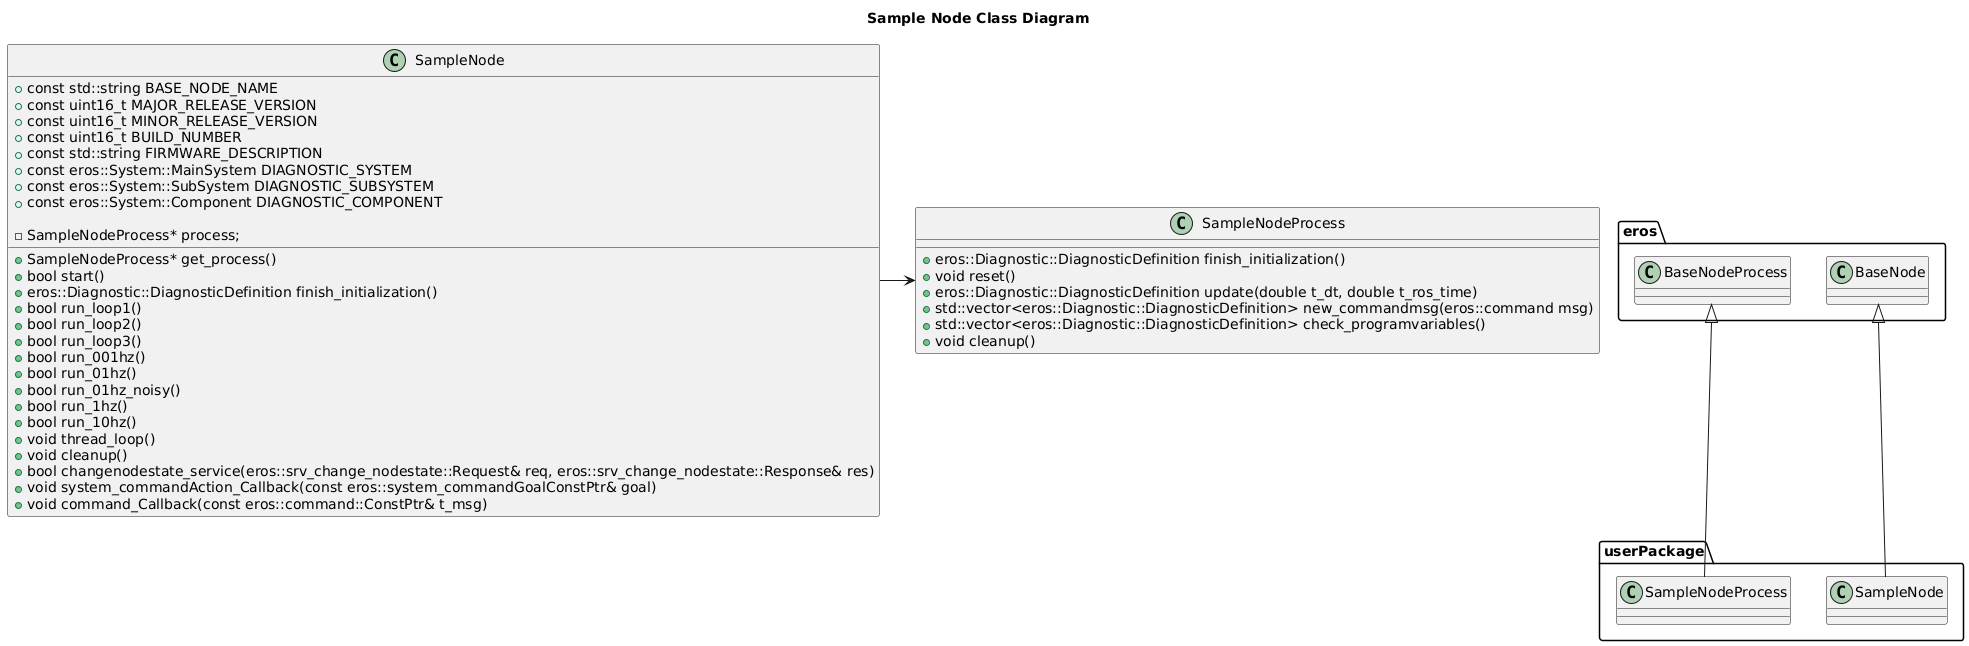 Sample Node Class Diagram
C SampleNode
const std::string BASE_NODE_NAME
const uint16_t MAJOR_RELEASE_VERSION
const uint16_t MINOR_RELEASE_VERSION
const uint16_t BUILD_NUMBER
const std::string FIRMWARE_DESCRIPTION
const eros::System::MainSystem DIAGNOSTIC_SYSTEM
const eros::System::SubSystem DIAGNOSTIC_SUBSYSTEM
const eros::System::Component DIAGNOSTIC_COMPONENT
SampleNodeProcess* process;
SampleNodeProcess* get_process()
bool start()
eros::Diagnostic::DiagnosticDefinition finish_initialization()
bool run_loop1()
bool run_loop2()
bool run_loop3()
bool run_001hz()
bool run_01hz()
bool run_01hz_noisy()
bool run_1hz()
bool run_10hz()
void thread_loop()
void cleanup()
bool changenodestate_service(eros::srv_change_nodestate::Request& req, eros::srv_change_nodestate::Response& res)
void system_commandAction_Callback(const eros::system_commandGoalConstPtr& goal)
void command_Callback(const eros::command::ConstPtr& t_msg)
C SampleNodeProcess
eros::Diagnostic::DiagnosticDefinition finish_initialization()
void reset()
eros::Diagnostic::DiagnosticDefinition update(double t_dt, double t_ros_time)
std::vector<eros::Diagnostic::DiagnosticDefinition> new_commandmsg(eros::command msg)
std::vector<eros::Diagnostic::DiagnosticDefinition> check_programvariables()
void cleanup()
eros
C BaseNodeProcess
C BaseNode
userPackage
C SampleNodeProcess
C SampleNode